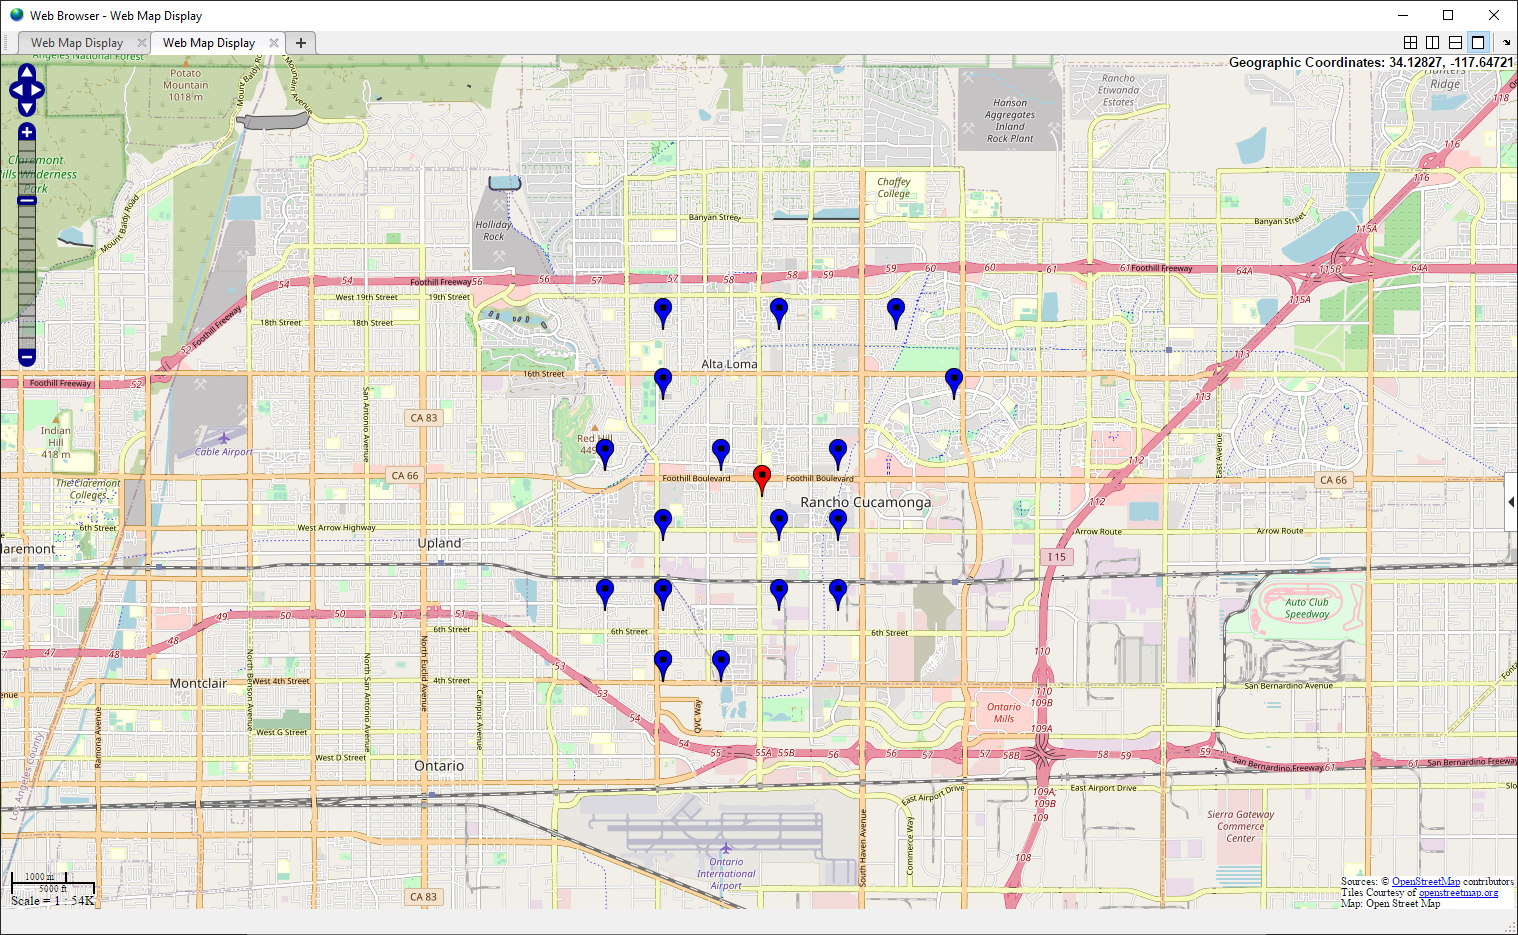 Web Browser - Web Map Display
Web Map Display
Web Map Display
Geographic Coordinates: 34.12827, -117.64721
Angeles National Forest
Potato
Mountain
1018 m
Mount Baldy Road
Mountain Avenue
Rancho
Etiwanda
Estates
Hunters
Ridge
118
Hanson
Aggregates
Inland
Rock Plant
116
116
Claremont
Hills Wilderness
Park
Chaffey
College
Mount Baldy Road
Holliday
Rock
Banyan Street
Banyan Street
115A
54
54
Foothill Freeway
56
56
57
57
58
58
59
59
60
60
61
61
Foothill Freeway
64A
115B
64A
115A
West 19th Street
19th Street
18th Street
18th Street
Foothill Freeway
52
Foothill Freeway
52
Alta Loma
16th Street
113
113
San Antonio Avenue
CA 83
Indian
Hill
418 m
Cable Airport
Red Hill
449
East Avenue
112
CA 66
Foothill Boulevard
Foothill Boulevard
CA 66
The Claremont
Colleges
Rancho Cucamonga
112
6th Street
West Arrow Highway
Arrow Route
Arrow Route
Claremont
Upland
I 15
Auto Club
Speedway
47
48
48
49
50
50
51
51
6th Street
6th Street
6th Street
110
North Benson Avenue
North San Antonio Avenue
North Euclid Avenue
53
Montclair
West 4th Street
4th Street
Campus Avenue
53
110
San Bernardino Avenue
109B
Ontario
Mills
QVC Way
54
109A
Ramona Avenue
West G Street
54
55
55A
55B
56
56
57
57
58B
58
59
59
San Bernardino Freeway
61
61
San Bernardino Freeway
Los Angeles County
West D Street
Ontario
East Airport Drive
109A;
109B
East Airport Drive
109
Sierra Gateway
Commerce
Center
South Haven Avenue
Commerce Way
Ontario
International
Airport
108
CA 83
1000 m
5000 ft
Scale = 1 : 54K
Sources: © OpenStreetMap contributors
Tiles Courtesy of openstreetmap.org
Map: Open Street Map